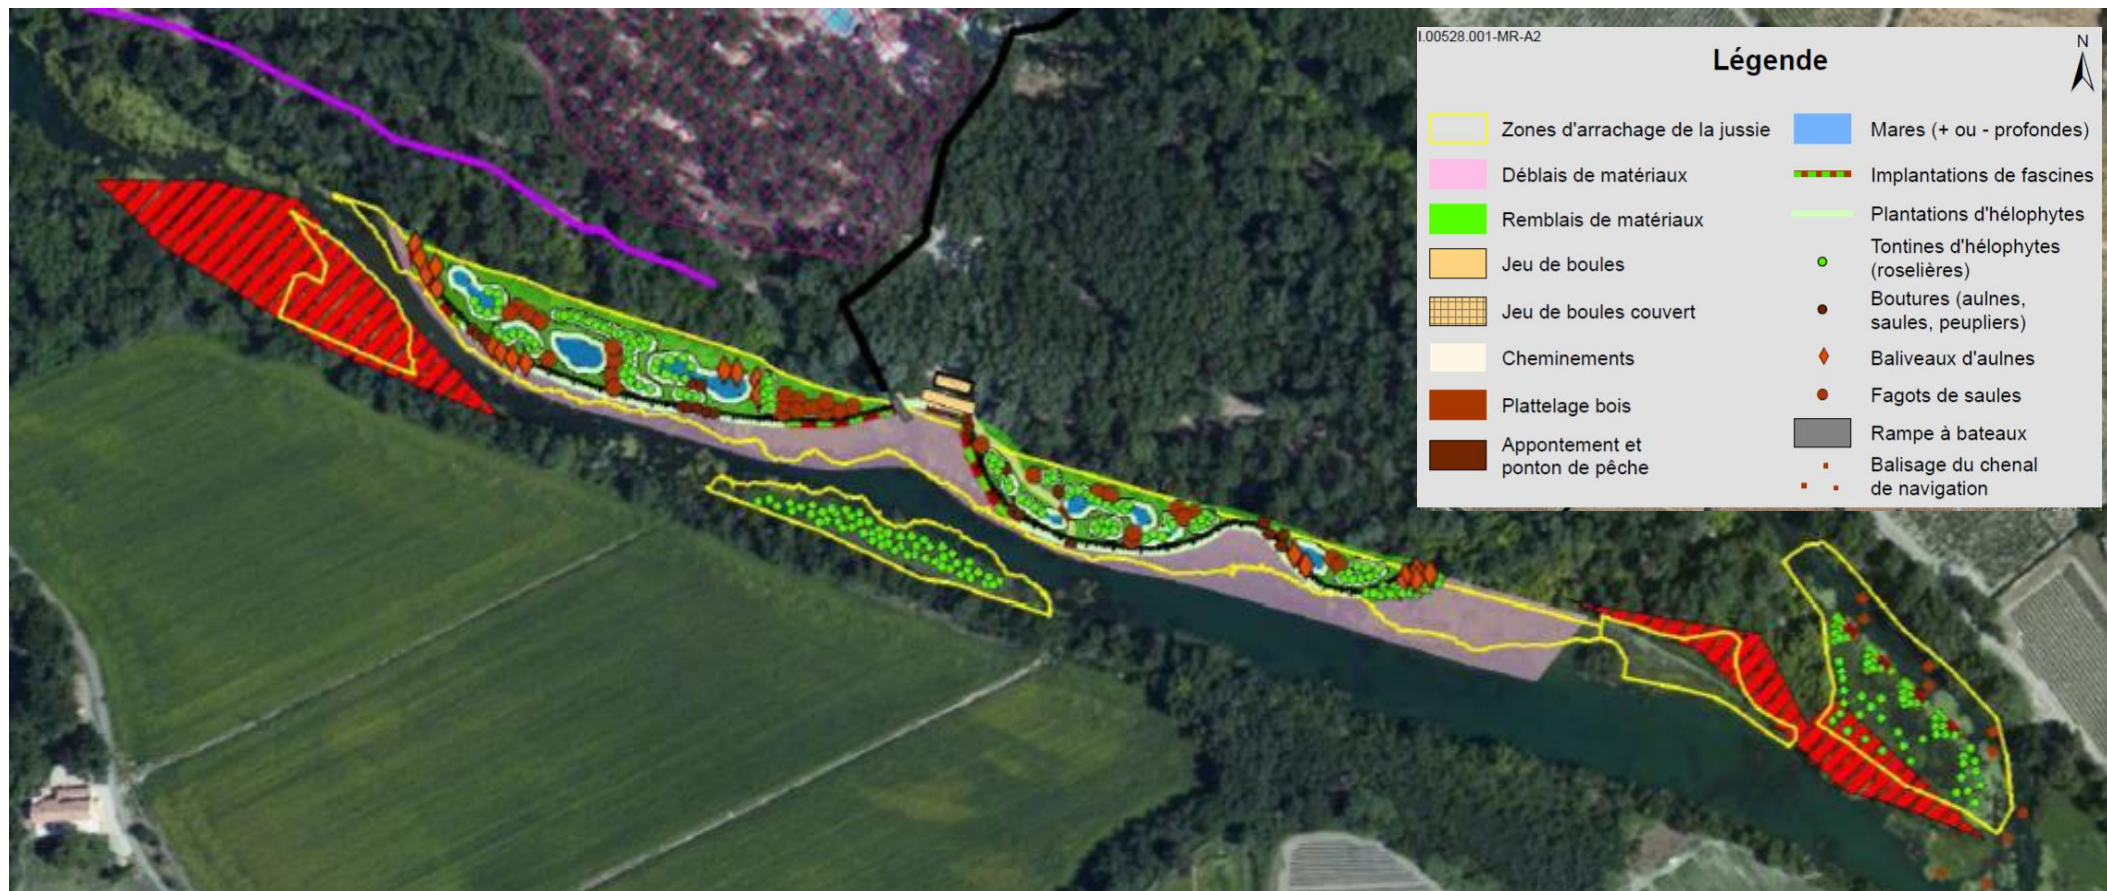 I.00528.001-MR-A2
N
Légende
Zones d'arrachage de la jussie
Déblais de matériaux
Remblais de matériaux
Jeu de boules
Jeu de boules couvert
Cheminements
Plattelage bois
Appontement et
ponton de pêche
Mares (+ ou - profondes)
Implantations de fascines
Plantations d'hélophytes
Tontines d'hélophytes
(roselières)
Boutures (aulnes,
saules, peupliers)
Baliveaux d'aulnes
Fagots de saules
Rampe à bateaux
Balisage du chenal
de navigation